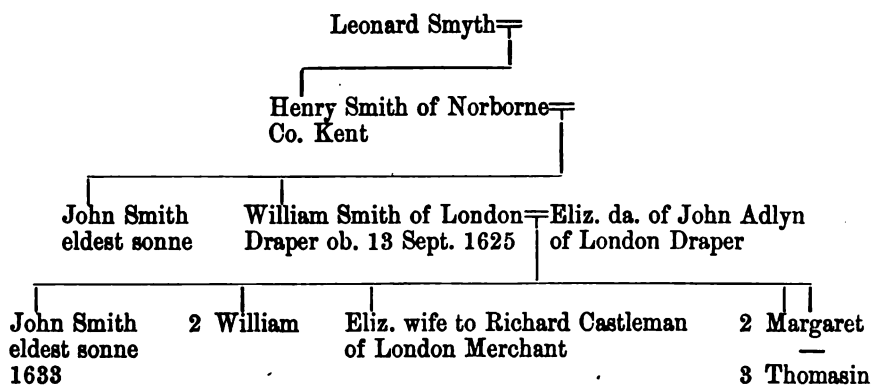 Leonard Smyth
Henry Smith of Norborne
Co. Kent
John Smith
eldest sonne
William Smith of London
Draper ob. 13 Sept. 1625
Eliz. da. of John Adlyn
of London Draper
John Smith
eldest sonne
1633
2 William
Eliz. wife to Richard Castleman
of London Merchant
2 Margaret
3 Thomasin